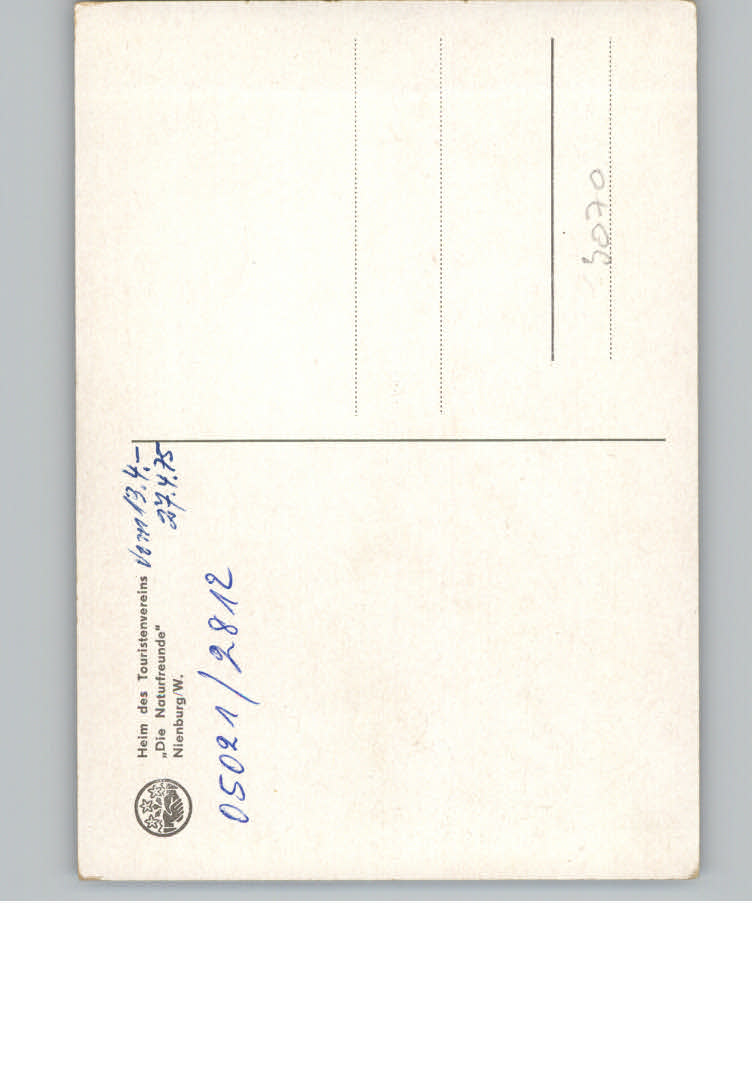 Heim des Touristenvereins
„Die Naturfreunde"
Nienburg/W.
vom 13.4.–
27.4.75
05021/2812
3070